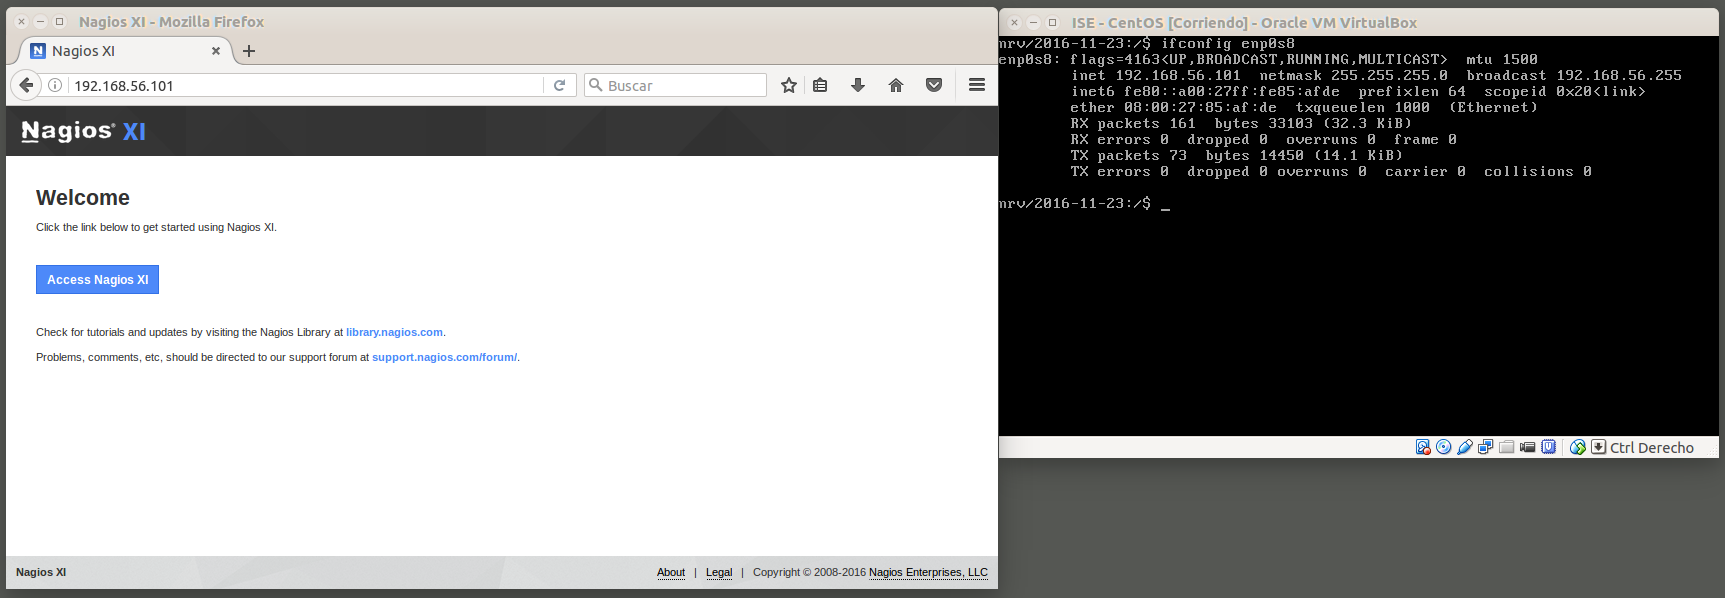 Nagios XI - Mozilla Firefox
Nagios XI
192.168.56.101
Buscar
Nagios® XI
Welcome
Click the link below to get started using Nagios XI.
Access Nagios XI
Check for tutorials and updates by visiting the Nagios Library at library.nagios.com.
Problems, comments, etc, should be directed to our support forum at support.nagios.com/forum/.
Nagios XI
About | Legal | Copyright © 2008-2016 Nagios Enterprises, LLC
ISE - CentOS [Corriendo] - Oracle VM VirtualBox
nrv/2016-11-23:/$ ifconfig enp0s8
enp0s8: flags=4163<UP,BROADCAST,RUNNING,MULTICAST>  mtu 1500
inet 192.168.56.101  netmask 255.255.255.0  broadcast 192.168.56.255
inet6 fe80::a00:27ff:fe85:afde  prefixlen 64  scopeid 0x20<link>
ether 08:00:27:85:af:de  txqueuelen 1000  (Ethernet)
RX packets 161  bytes 33103 (32.3 KiB)
RX errors 0  dropped 0  overruns 0  frame 0
TX packets 73  bytes 14450 (14.1 KiB)
TX errors 0  dropped 0 overruns 0  carrier 0  collisions 0
nrv/2016-11-23:/$ _
Ctrl Derecho